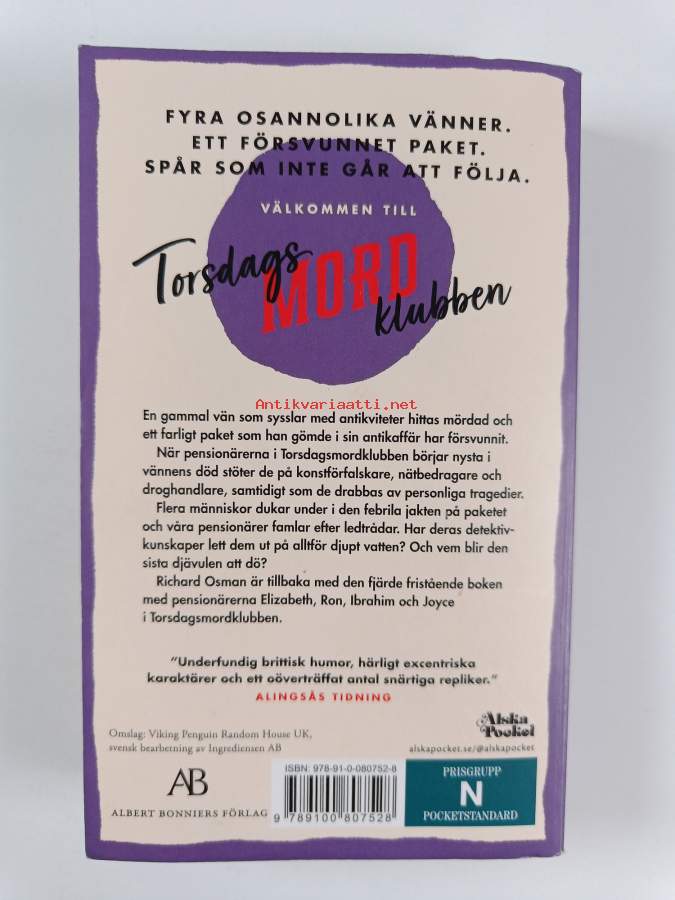 FYRA OSANNOLIKA VÄNNER.
ETT FÖRSVUNNET PAKET.
SPÅR SOM INTE GÅR ATT FÖLJA.
VÄLKOMMEN TILL
Torsdags
MORD
klubben
Antikvariaatti.net
En gammal vän som sysslar med antikviteter hittas mördad och
ett farligt paket som han gömde i sin antikaffär har försvunnit.
När pensionärerna i Torsdagsmordklubben börjar nysta i
vännens död stöter de på konstförfalskare, nätbedragare och
droghandlare, samtidigt som de drabbas av personliga tragedier.
Flera människor dukar under i den febrila jakten på paketet
och våra pensionärer famlar efter ledtrådar. Har deras detektiv-
kunskaper lett dem ut på alltför djupt vatten? Och vem blir den
sista djävulen att dö?
Richard Osman är tillbaka med den fjärde fristående boken
med pensionärerna Elizabeth, Ron, Ibrahim och Joyce
i Torsdagsmordklubben.
"Underfundig brittisk humor, härligt excentriska
karaktärer och ett oöverträffat antal snärtiga repliker."
ALINGSÅS TIDNING
Älska
Pocket
Omslag: Viking Penguin Random House UK,
svensk bearbetning av Ingrediensen AB
alskapocket.se/@alskapocket
AB
ALBERT BONNIERS FÖRLAG
ISBN: 978-91-0-080752-8
9 789100 807528
PRISGRUPP
N
POCKETSTANDARD